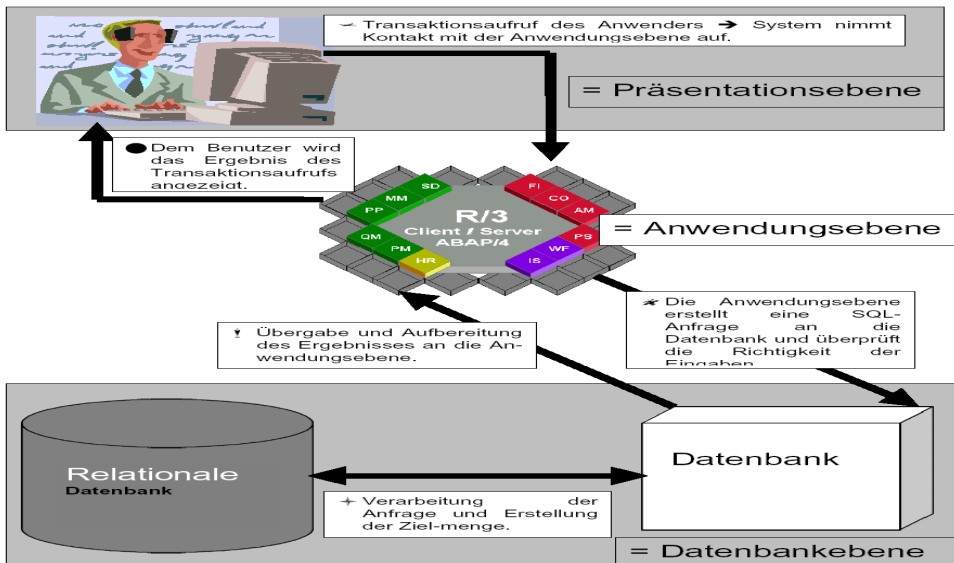 Transaktionsaufruf des Anwenders ➔ System nimmt
Kontakt mit der Anwendungsebene auf.
= Präsentationsebene
Dem Benutzer wird
das Ergebnis des
Transaktionsaufrufs
angezeigt.
SD
MM
PP
QM
PM
HR
FI
CO
AM
PS
WF
IS
R/3
Client / Server
ABAP/4
= Anwendungsebene
Die Anwendungsebene
erstellt eine SQL-
Anfrage an die
Datenbank und überprüft
die Richtigkeit der
Eingaben
Übergabe und Aufbereitung
des Ergebnisses an die An-
wendungsebene.
Relationale
Datenbank
Datenbank
Verarbeitung der
Anfrage und Erstellung
der Ziel-menge.
= Datenbankebene